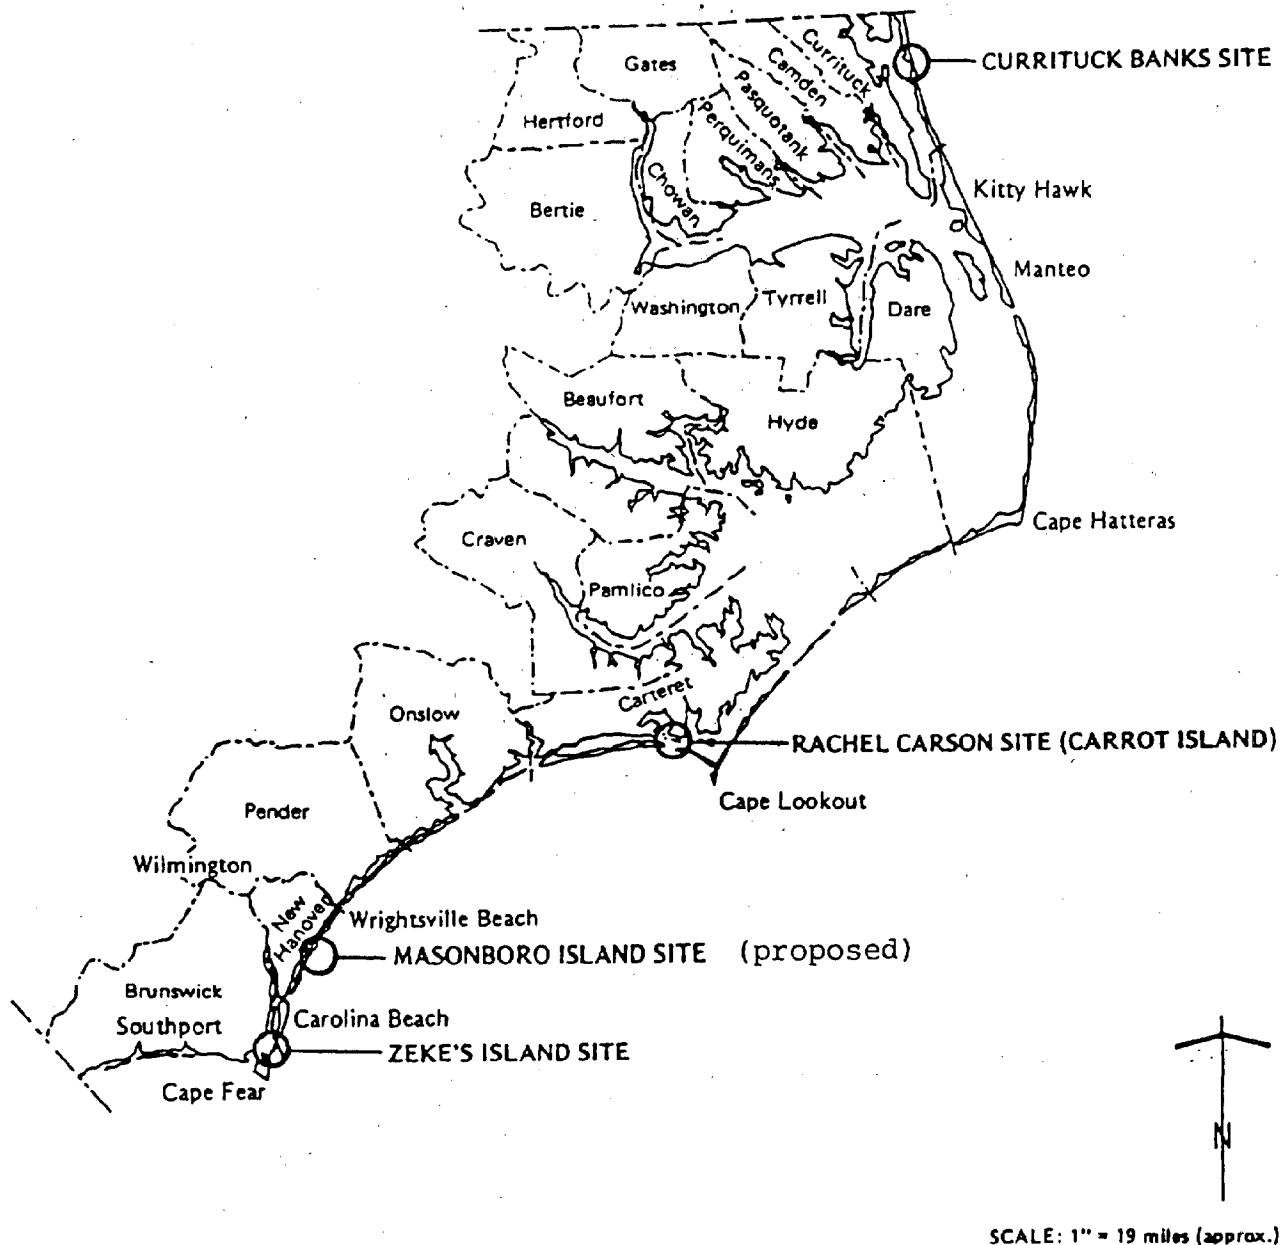 Currituck
CURRITUCK BANKS SITE
Gates
Camden
Pasquotank
Hertford
Perquimans
Chowan
Kitty Hawk
Bertie
Manteo
Washington
Tyrrell
Dare
Beaufort
Hyde
Cape Hatteras
Craven
Pamlico
Carteret
Onslow
RACHEL CARSON SITE (CARROT ISLAND)
Cape Lookout
Pender
Wilmington
New
Hanover
Wrightsville Beach
MASONBORO ISLAND SITE (proposed)
Brunswick
Southport
Carolina Beach
ZEKE'S ISLAND SITE
Cape Fear
N
SCALE: 1" = 19 miles (approx.)